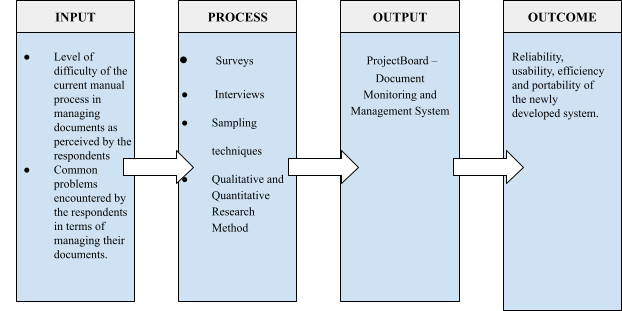 INPUT
● Level of
difficulty of the
current manual
process in
managing
documents as
perceived by the
respondents
● Common
problems
encountered by
the respondents
in terms of
managing their
documents.
PROCESS
● Surveys
● Interviews
● Sampling
techniques
● Qualitative and
Quantitative
Research
Method
OUTPUT
ProjectBoard –
Document
Monitoring and
Management System
OUTCOME
Reliability,
usability, efficiency
and portability of
the newly
developed system.